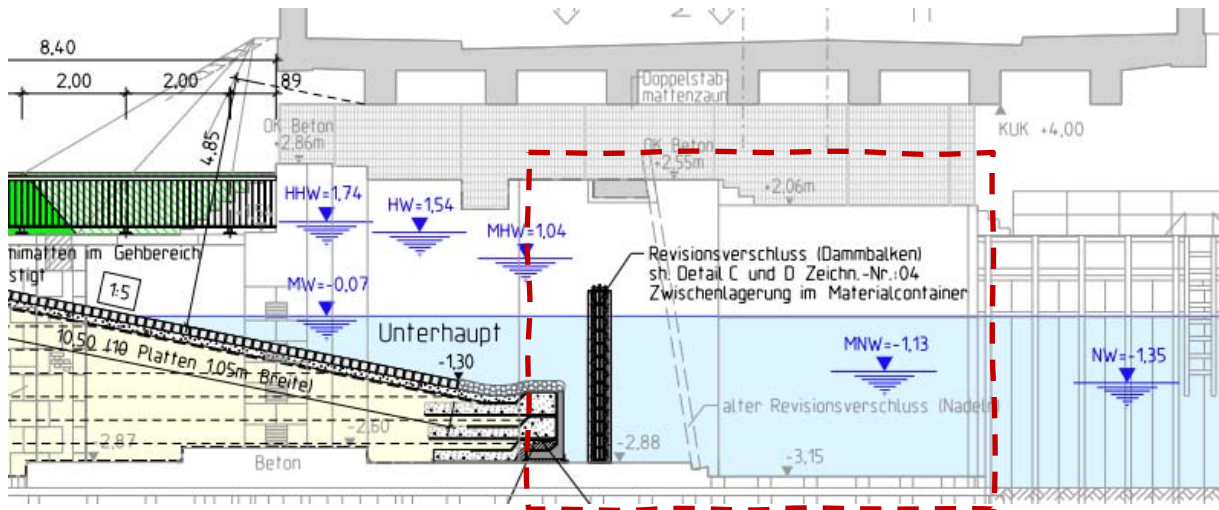 8,40
2,00
2,00
,89
4,85
Doppelstab-
mattenzaun
KUK +4,00
OK Beton
+2,86m
OK Beton
+2,55m
+2,06m
HHW=1,74
HW=1,54
MHW=1,04
nimatten im Gehbereich
stigt
1:5
MW=-0,07
Revisionsverschluss (Dammbalken)
sh. Detail C und D Zeichn.-Nr.:04
Zwischenlagerung im Materialcontainer
Unterhaupt
-1,30
10,50 (10 Platten 1,05m Breite)
MNW=-1,13
NW=-1,35
alter Revisionsverschluss (Nadeln
-2,87
-2,60
-2,88
Beton
-3,15